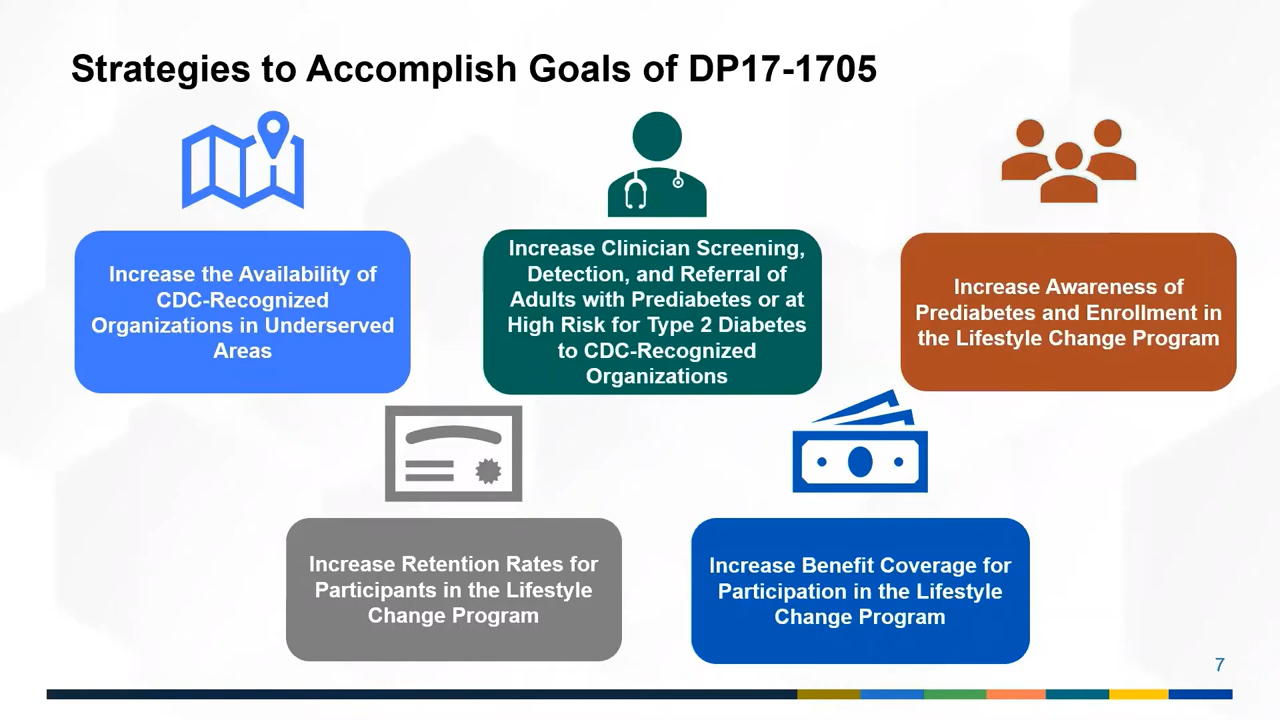 Strategies to Accomplish Goals of DP17-1705
Increase the Availability of
CDC-Recognized
Organizations in Underserved
Areas
Increase Clinician Screening,
Detection, and Referral of
Adults with Prediabetes or at
High Risk for Type 2 Diabetes
to CDC-Recognized
Organizations
Increase Awareness of
Prediabetes and Enrollment in
the Lifestyle Change Program
Increase Retention Rates for
Participants in the Lifestyle
Change Program
Increase Benefit Coverage for
Participation in the Lifestyle
Change Program
7